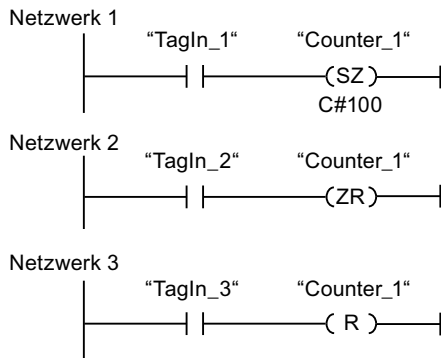 Netzwerk 1
“TagIn_1“ “Counter_1“
SZ
C#100
Netzwerk 2
“TagIn_2“ “Counter_1“
ZR
Netzwerk 3
“TagIn_3“ “Counter_1“
R